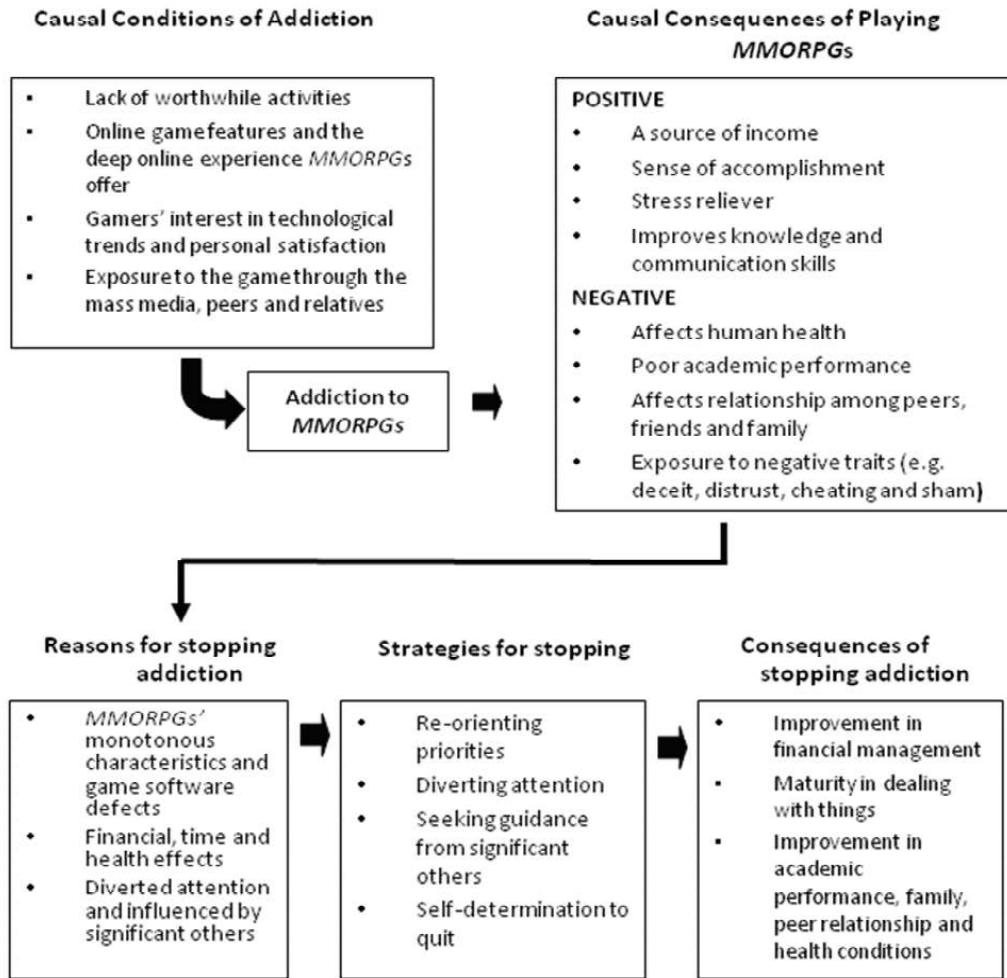 Causal Conditions of Addiction
▪ Lack of worthwhile activities
▪ Online game features and the
deep online experience MMORPGs
offer
▪ Gamers' interest in technological
trends and personal satisfaction
▪ Exposure to the game through the
mass media, peers and relatives
Addiction to
MMORPGs
Causal Consequences of Playing
MMORPGs
POSITIVE
• A source of income
• Sense of accomplishment
• Stress reliever
• Improves knowledge and
communication skills
NEGATIVE
• Affects human health
• Poor academic performance
• Affects relationship among peers,
friends and family
• Exposure to negative traits (e.g.
deceit, distrust, cheating and sham)
Reasons for stopping
addiction
• MMORPGs'
monotonous
characteristics and
game software
defects
• Financial, time and
health effects
• Diverted attention
and influenced by
significant others
Strategies for stopping
• Re-orienting
priorities
• Diverting attention
• Seeking guidance
from significant
others
• Self-determination to
quit
Consequences of
stopping addiction
• Improvement in
financial management
• Maturity in dealing
with things
• Improvement in
academic
performance, family,
peer relationship and
health conditions